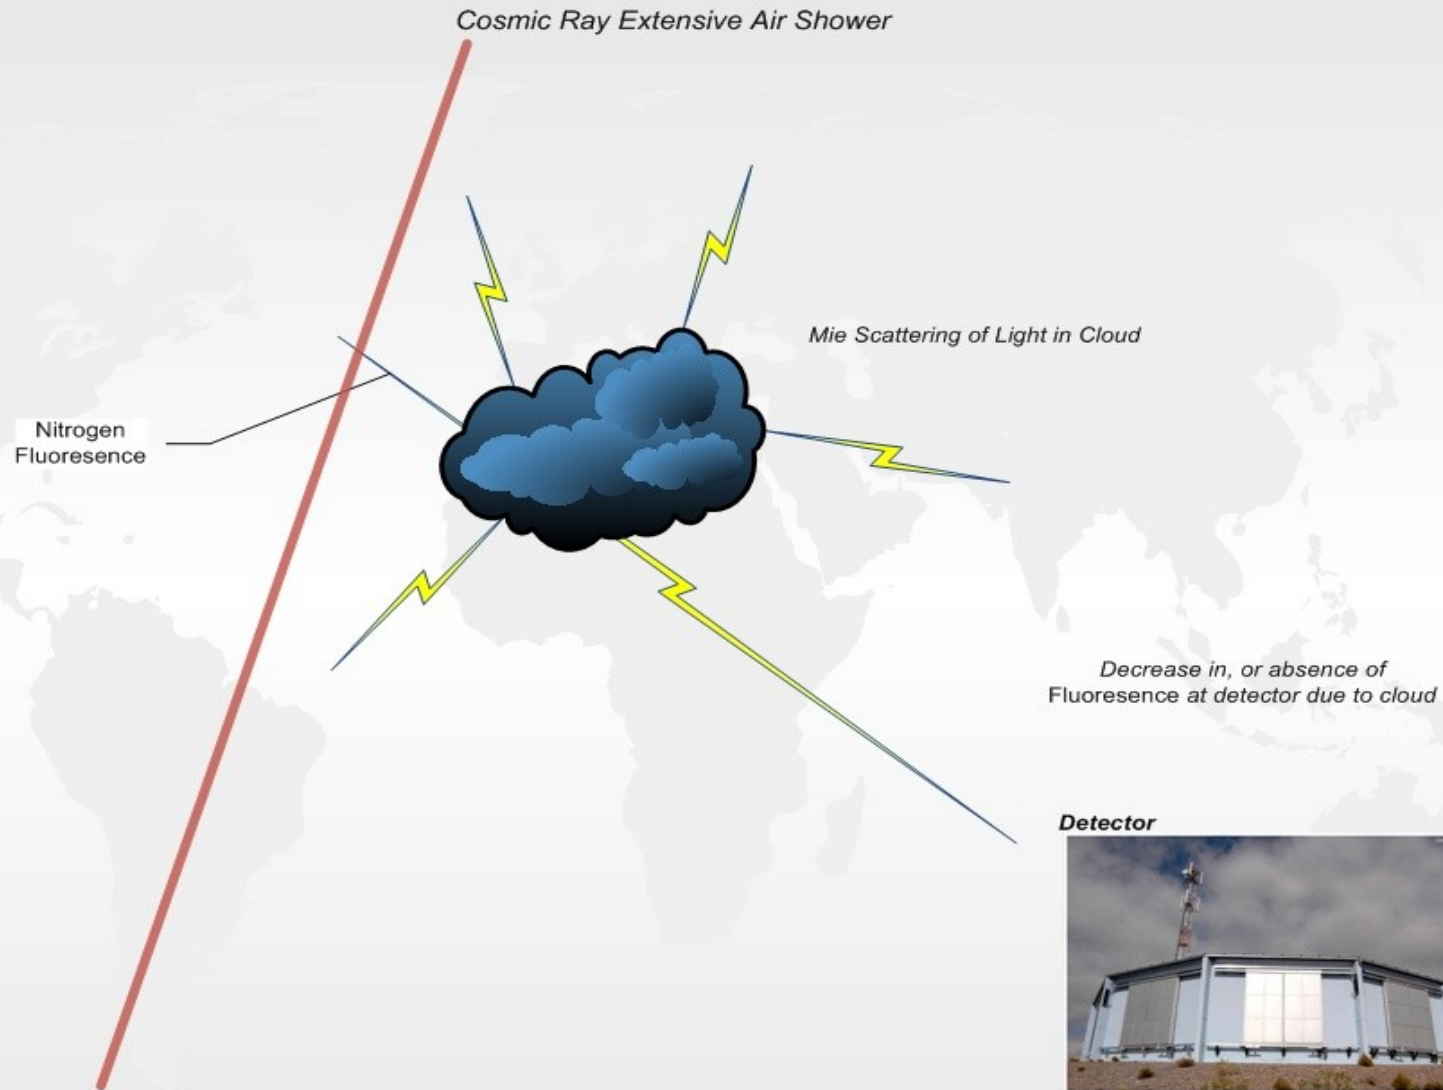 Cosmic Ray Extensive Air Shower
Mie Scattering of Light in Cloud
Nitrogen
Fluoresence
Decrease in, or absence of
Fluoresence at detector due to cloud
Detector